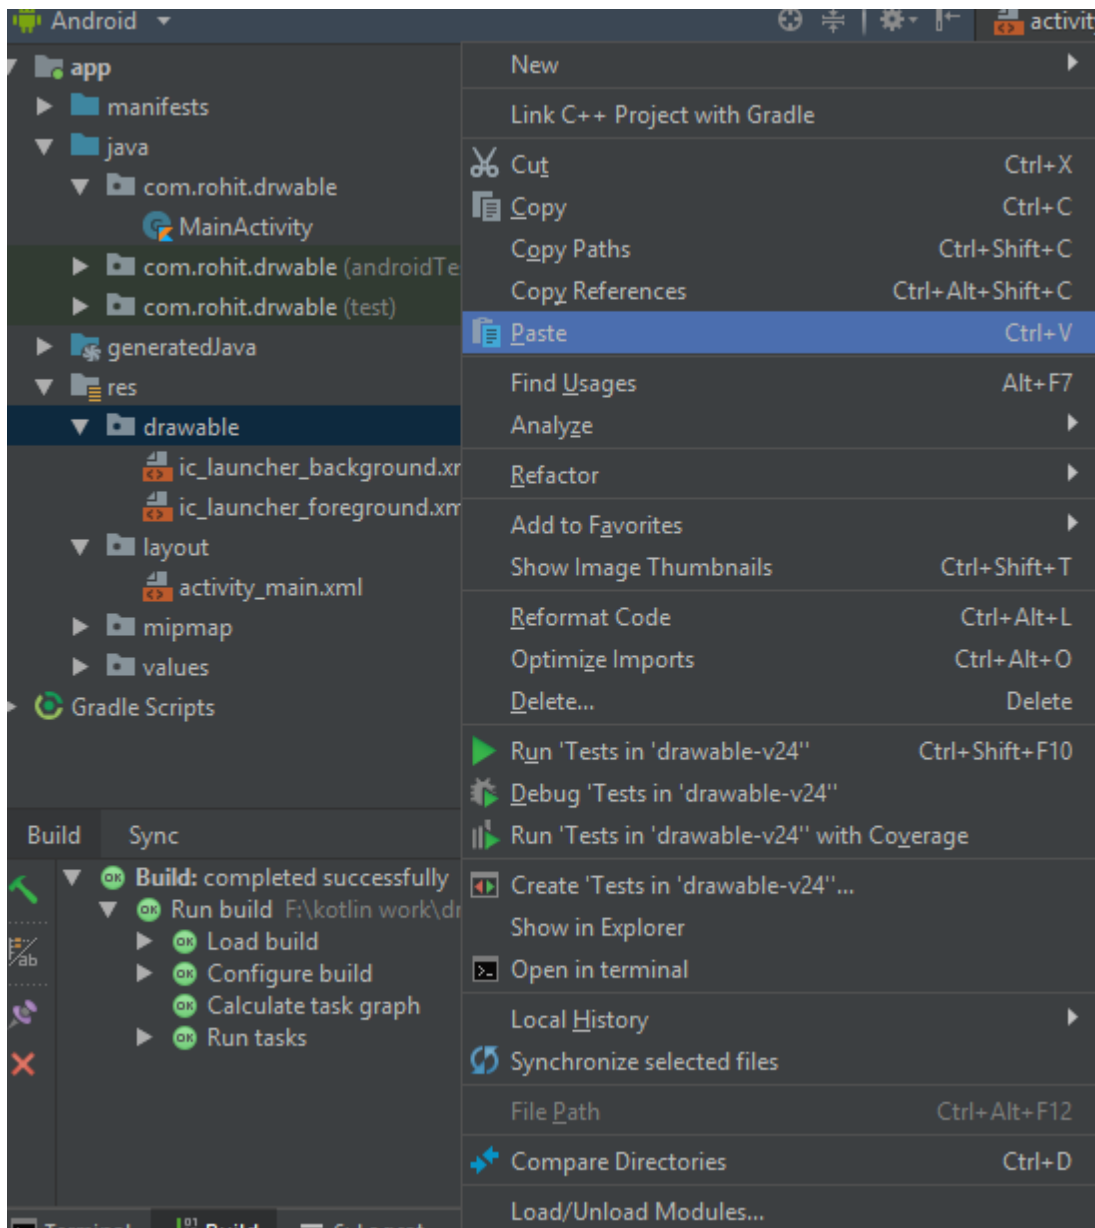 Android
activit
app
manifests
java
com.rohit.drwable
MainActivity
com.rohit.drwable (androidTe
com.rohit.drwable (test)
generatedJava
res
drawable
ic_launcher_background.xr
ic_launcher_foreground.xm
layout
activity_main.xml
mipmap
values
Gradle Scripts
New
Link C++ Project with Gradle
Cut Ctrl+X
Copy Ctrl+C
Copy Paths Ctrl+Shift+C
Copy References Ctrl+Alt+Shift+C
Paste Ctrl+V
Find Usages Alt+F7
Analyze
Refactor
Add to Favorites
Show Image Thumbnails Ctrl+Shift+T
Reformat Code Ctrl+Alt+L
Optimize Imports Ctrl+Alt+O
Delete... Delete
Run 'Tests in 'drawable-v24'' Ctrl+Shift+F10
Debug 'Tests in 'drawable-v24''
Run 'Tests in 'drawable-v24'' with Coverage
Create 'Tests in 'drawable-v24''...
Show in Explorer
Open in terminal
Local History
Synchronize selected files
File Path Ctrl+Alt+F12
Compare Directories Ctrl+D
Load/Unload Modules...
Build Sync
Build: completed successfully
Run build F:\kotlin work\dr
Load build
Configure build
Calculate task graph
Run tasks
Terminal Build